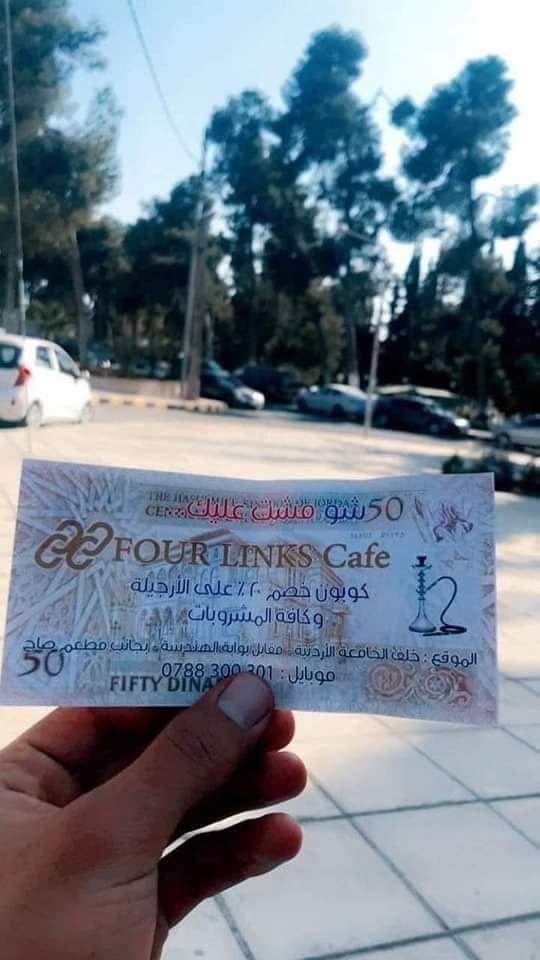 THE HASHEMITE KINGDOM OF JORDAN
شو مشت عليك 50
FOUR LINKS Cafe
كوبون خصم ٢٠٪ على الأرجيلة
وكافة المشروبات
الموقع : خلف الجامعة الأردنية . مقابل بوابة الهندسة . بجانب مطعم صاج
موبايل : 0788 300 301
50
FIFTY DINA